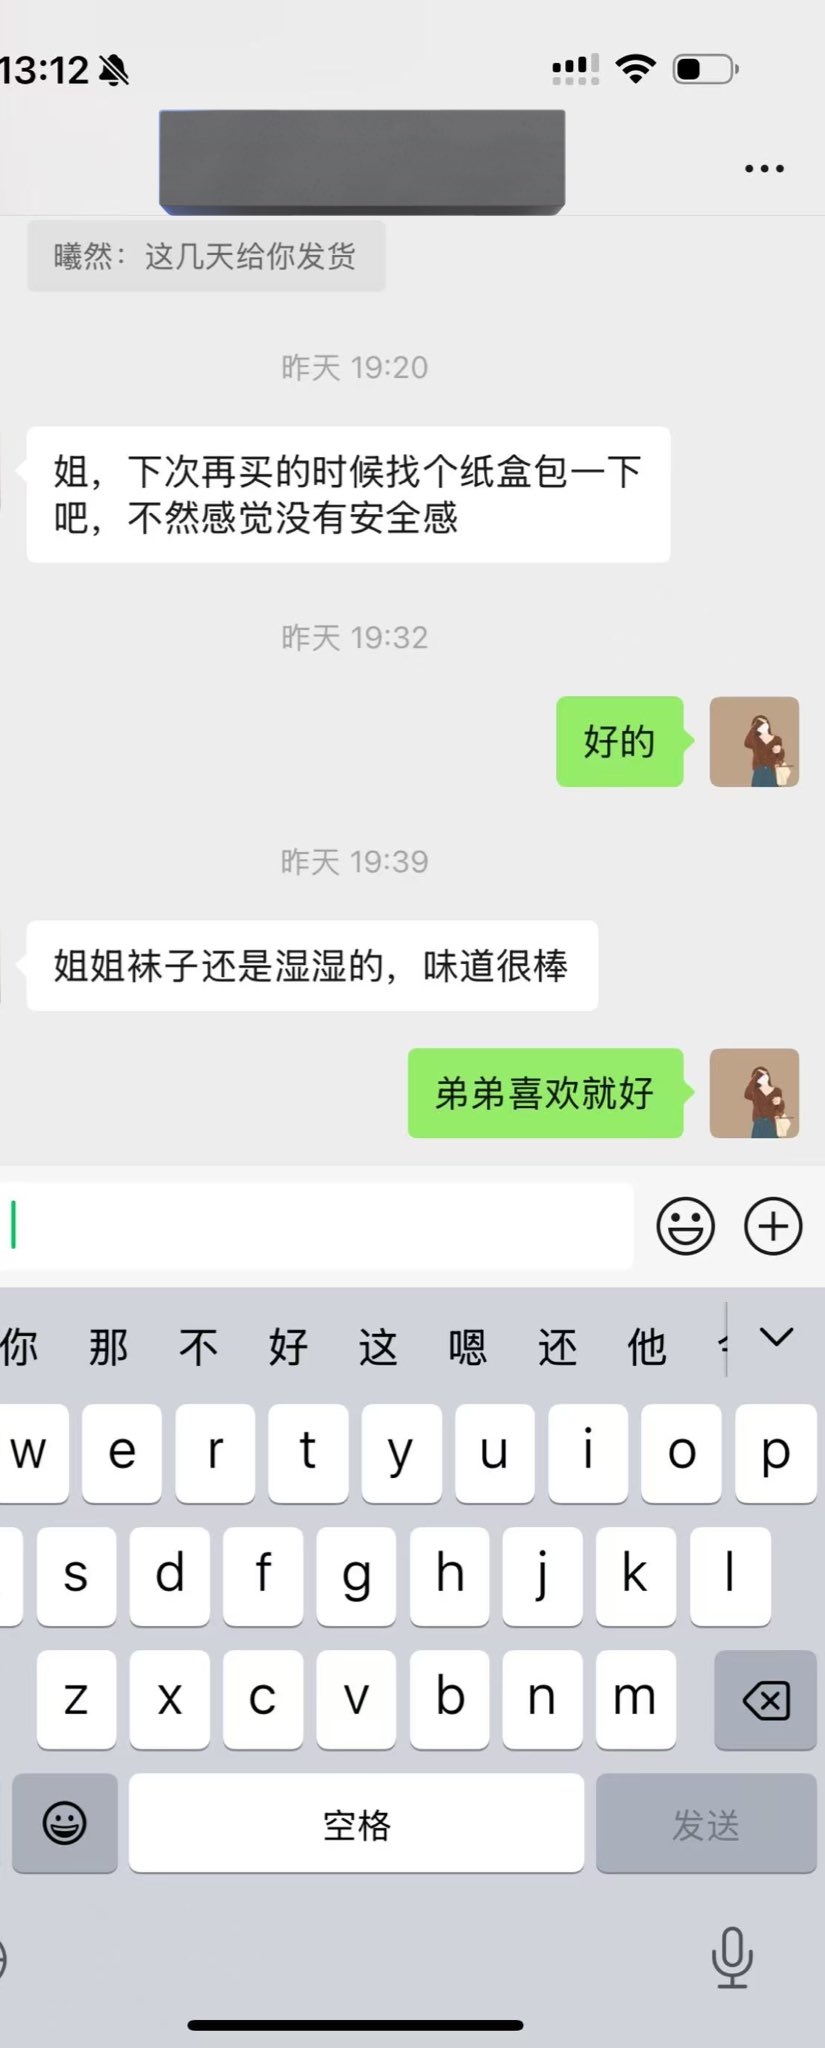 13:12
曦然：这几天给你发货
昨天 19:20
姐，下次再买的时候找个纸盒包一下
吧，不然感觉没有安全感
昨天 19:32
好的
昨天 19:39
姐姐袜子还是湿湿的，味道很棒
弟弟喜欢就好
你 那 不 好 这 嗯 还 他
w e r t y u i o p
s d f g h j k l
z x c v b n m
空格 发送